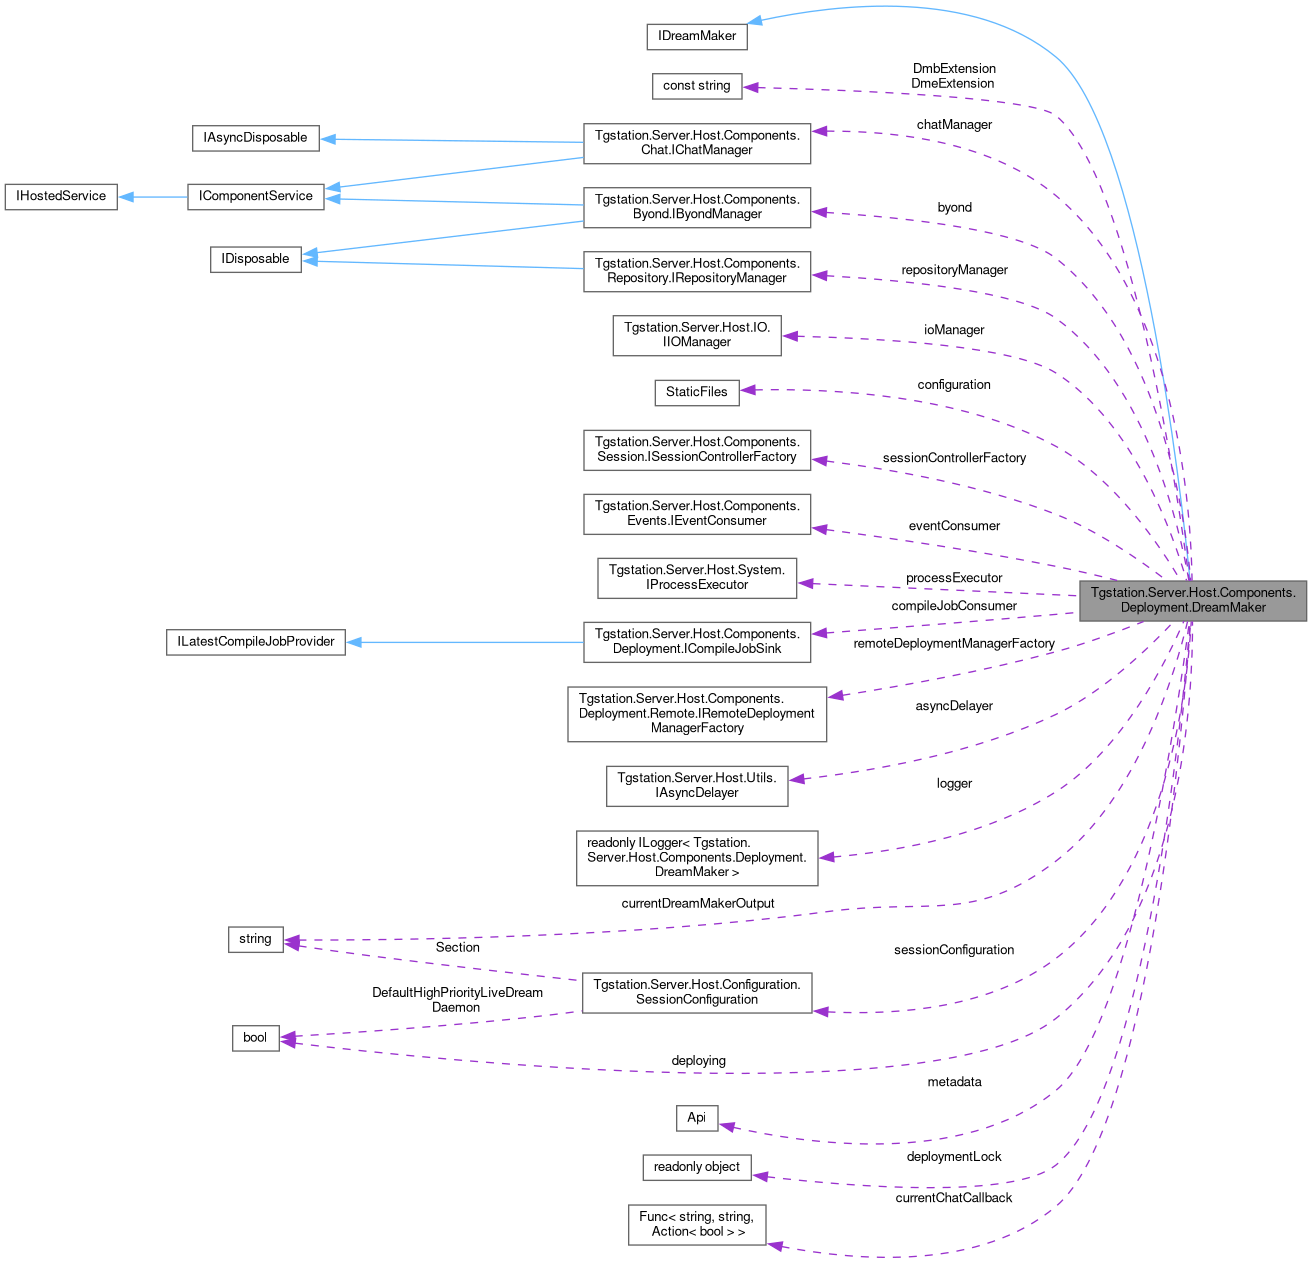 IDreamMaker
DmbExtension
DmeExtension
const string
chatManager
IAsyncDisposable
Tgstation.Server.Host.Components.
Chat.IChatManager
IHostedService
IComponentService
Tgstation.Server.Host.Components.
Byond.IByondManager
byond
IDisposable
Tgstation.Server.Host.Components.
Repository.IRepositoryManager
repositoryManager
Tgstation.Server.Host.IO.
IIOManager
ioManager
StaticFiles
configuration
Tgstation.Server.Host.Components.
Session.ISessionControllerFactory
sessionControllerFactory
Tgstation.Server.Host.Components.
Events.IEventConsumer
eventConsumer
Tgstation.Server.Host.System.
IProcessExecutor
processExecutor
Tgstation.Server.Host.Components.
Deployment.DreamMaker
compileJobConsumer
ILatestCompileJobProvider
Tgstation.Server.Host.Components.
Deployment.ICompileJobSink
remoteDeploymentManagerFactory
Tgstation.Server.Host.Components.
Deployment.Remote.IRemoteDeployment
ManagerFactory
asyncDelayer
Tgstation.Server.Host.Utils.
IAsyncDelayer
logger
readonly ILogger< Tgstation.
Server.Host.Components.Deployment.
DreamMaker >
currentDreamMakerOutput
string
Section
sessionConfiguration
Tgstation.Server.Host.Configuration.
SessionConfiguration
DefaultHighPriorityLiveDream
Daemon
bool
deploying
metadata
Api
deploymentLock
readonly object
currentChatCallback
Func< string, string,
Action< bool > >